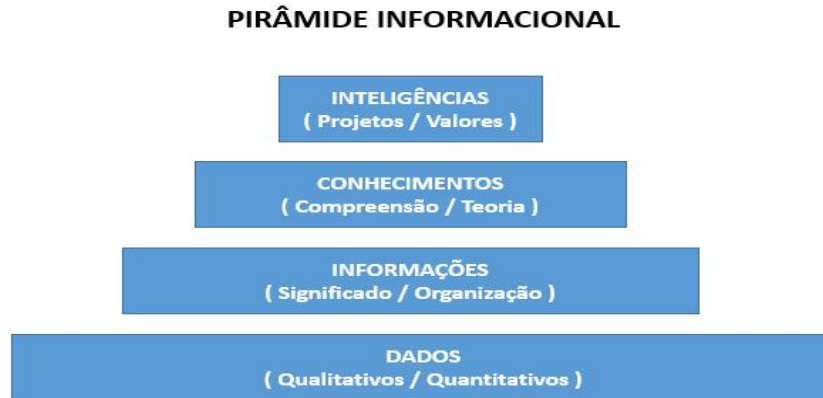 PIRÂMIDE INFORMACIONAL
INTELIGÊNCIAS
( Projetos / Valores )
CONHECIMENTOS
( Compreensão / Teoria )
INFORMAÇÕES
( Significado / Organização )
DADOS
( Qualitativos / Quantitativos )